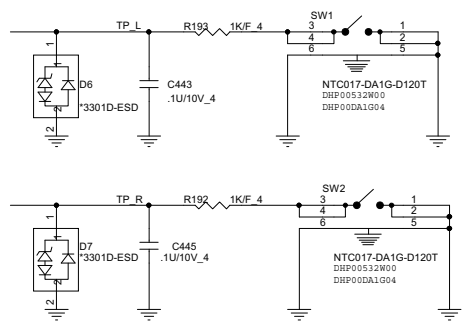 TP_L R193 1K/F_4 SW1
3 1
4 2
6 5
1
D6
*3301D-ESD
2
C443
.1U/10V_4
NTC017-DA1G-D120T
DHP00532W00
DHP00DA1G04
TP_R R192 1K/F_4 SW2
3 1
4 2
6 5
1
D7
*3301D-ESD
2
C445
.1U/10V_4
NTC017-DA1G-D120T
DHP00532W00
DHP00DA1G04